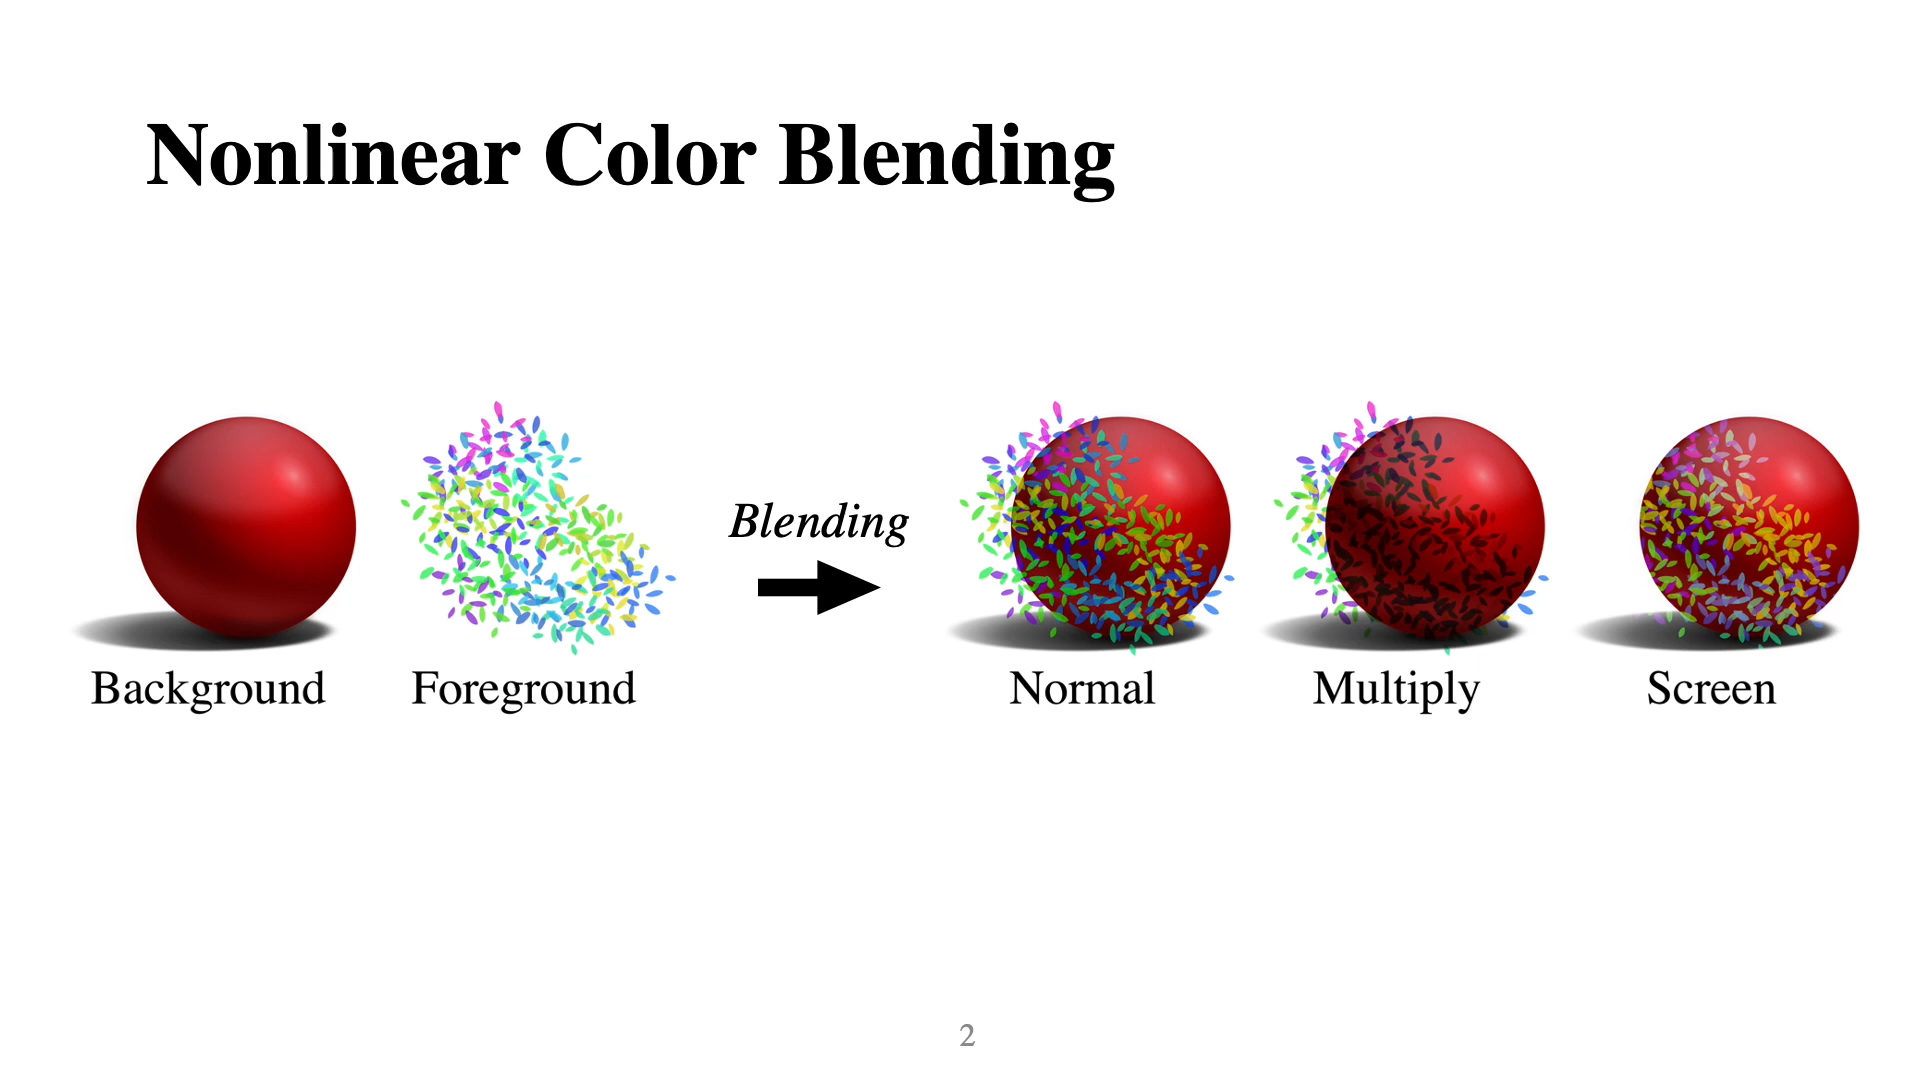 Nonlinear Color Blending
Blending
Background
Foreground
Normal
Multiply
Screen
2